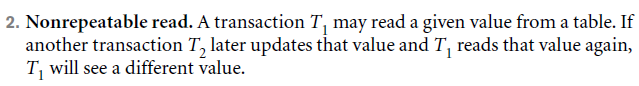 2. Nonrepeatable read. A transaction T₁ may read a given value from a table. If
another transaction T₂ later updates that value and T₁ reads that value again,
T₁ will see a different value.